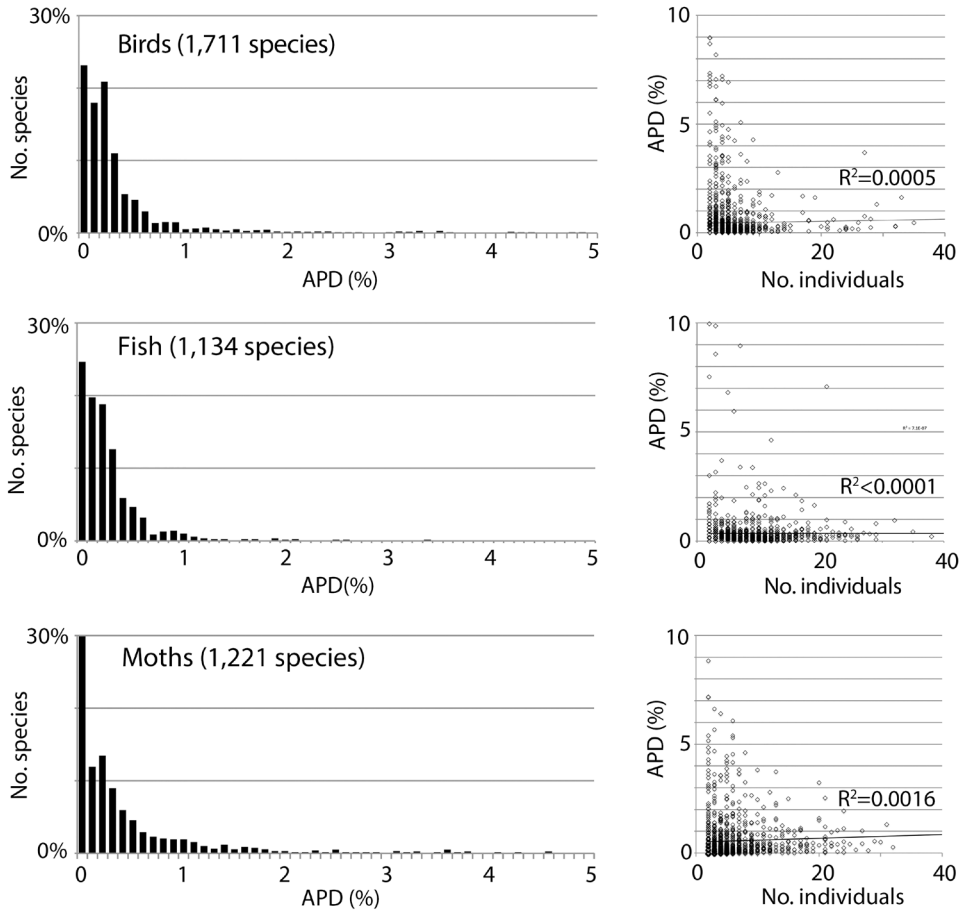 30%
Birds (1,711 species)
No. species
0%
1
2
3
4
5
APD (%)
10
5
0
APD (%)
R²=0.0005
0
20
40
No. individuals
30%
Fish (1,134 species)
No. species
0%
0
1
2
3
4
5
APD(%)
10
5
0
APD (%)
R²<0.0001
0
20
40
No. individuals
30%
Moths (1,221 species)
No. species
0%
0
1
2
3
4
5
APD (%)
10
5
0
APD (%)
R²=0.0016
0
20
40
No. individuals